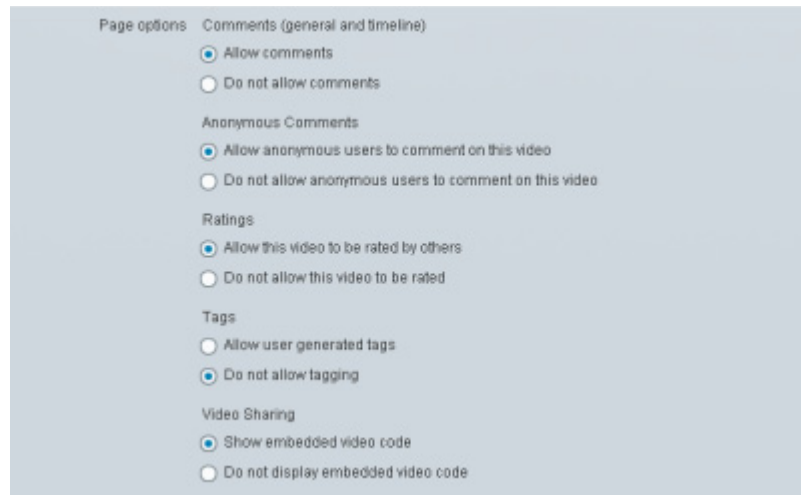 Page options Comments (general and timeline)
Allow comments
Do not allow comments
Anonymous Comments
Allow anonymous users to comment on this video
Do not allow anonymous users to comment on this video
Ratings
Allow this video to be rated by others
Do not allow this video to be rated
Tags
Allow user generated tags
Do not allow tagging
Video Sharing
Show embedded video code
Do not display embedded video code